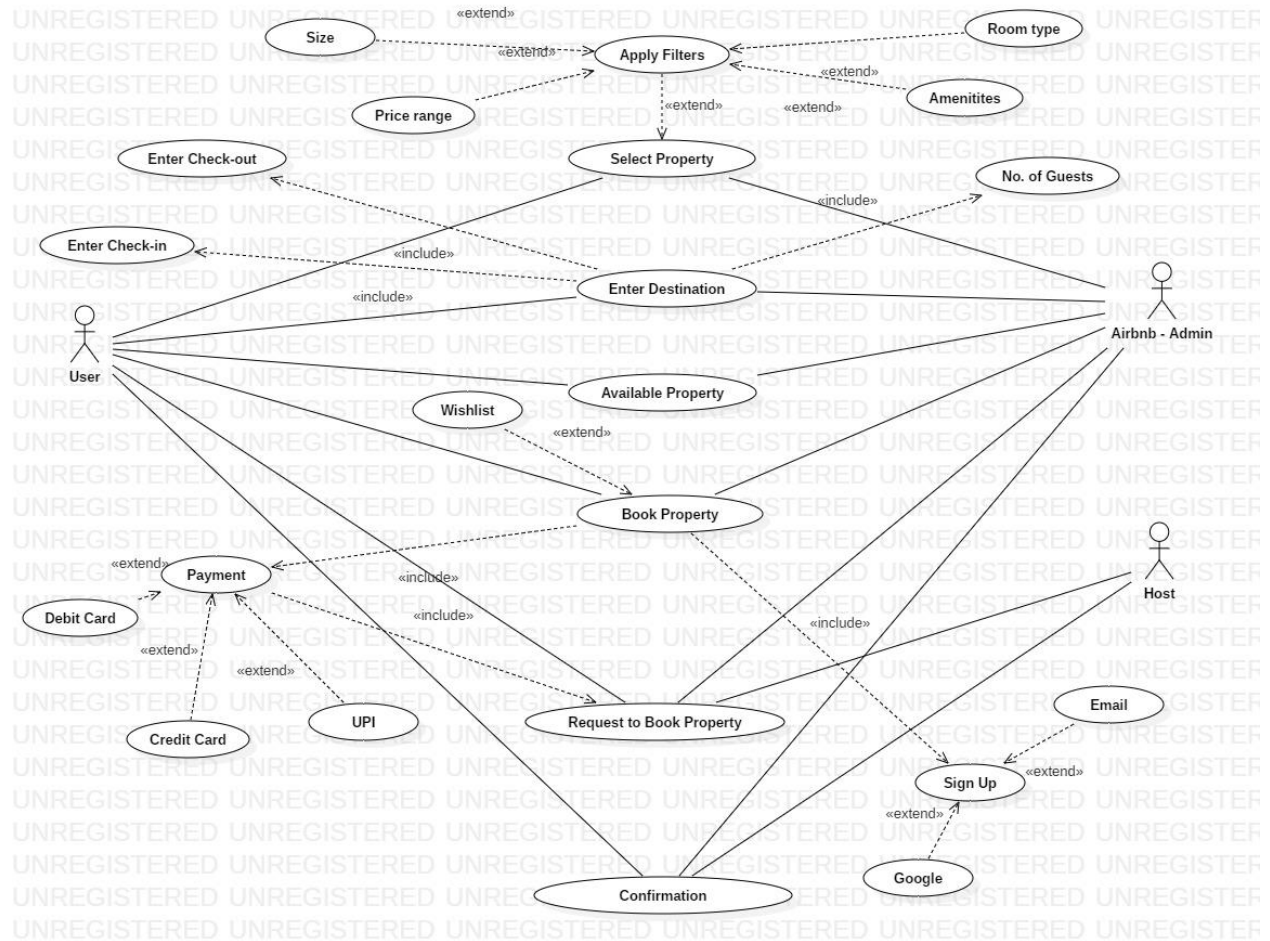 «extend»
Size
Room type
«extend»
Apply Filters
«extend»
Amenitites
Price range
«extend»
«extend»
Enter Check-out
Select Property
No. of Guests
«include»
Enter Check-in
«include»
Enter Destination
«include»
Airbnb - Admin
User
Available Property
Wishlist
«extend»
Book Property
«extend»
Payment
«include»
Host
Debit Card
«include»
«include»
«extend»
«extend»
Email
UPI
Request to Book Property
Credit Card
«extend»
Sign Up
«extend»
Google
Confirmation
UNREGISTERED